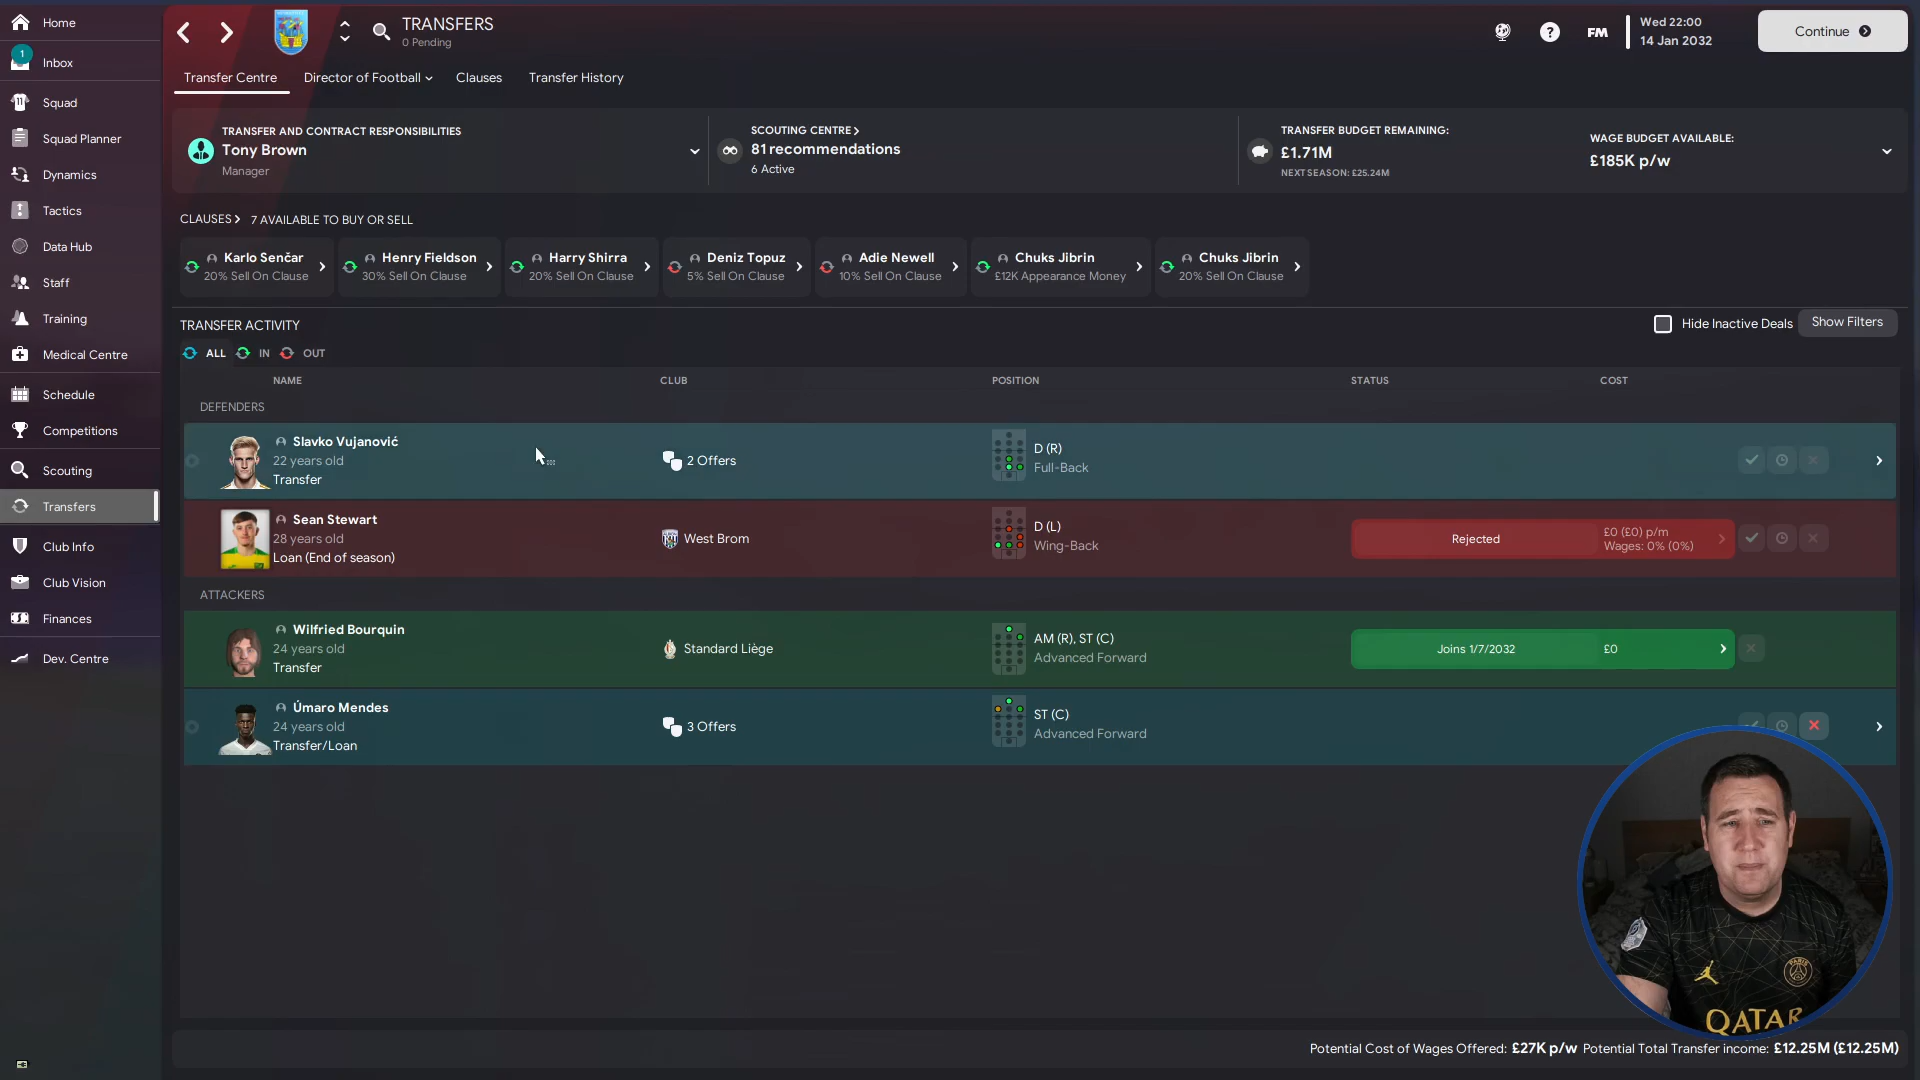 Home
1
Inbox
Squad
Squad Planner
Dynamics
Tactics
Data Hub
Staff
Training
Medical Centre
Schedule
Competitions
Scouting
Transfers
Club Info
Club Vision
Finances
Dev. Centre
TRANSFERS
0 Pending
?
FM
Wed 22:00
14 Jan 2032
Continue
Transfer Centre
Director of Football
Clauses
Transfer History
TRANSFER AND CONTRACT RESPONSIBILITIES
Tony Brown
Manager
SCOUTING CENTRE >
81 recommendations
6 Active
TRANSFER BUDGET REMAINING:
£1.71M
NEXT SEASON: £25.24M
WAGE BUDGET AVAILABLE:
£185K p/w
CLAUSES > 7 AVAILABLE TO BUY OR SELL
Karlo Senčar
20% Sell On Clause
Henry Fieldson
30% Sell On Clause
Harry Shirra
20% Sell On Clause
Deniz Topuz
5% Sell On Clause
Adie Newell
10% Sell On Clause
Chuks Jibrin
£12K Appearance Money
Chuks Jibrin
20% Sell On Clause
TRANSFER ACTIVITY
Hide Inactive Deals
Show Filters
ALL IN OUT
NAME CLUB POSITION STATUS COST
DEFENDERS
Slavko Vujanović
22 years old
Transfer
2 Offers
D (R)
Full-Back
Sean Stewart
28 years old
Loan (End of season)
West Brom
D (L)
Wing-Back
Rejected
£0 (£0) p/m
Wages: 0% (0%)
ATTACKERS
Wilfried Bourquin
24 years old
Transfer
Standard Liège
AM (R), ST (C)
Advanced Forward
Joins 1/7/2032
£0
Úmaro Mendes
24 years old
Transfer/Loan
3 Offers
ST (C)
Advanced Forward
QATAR
Potential Cost of Wages Offered: £27K p/w Potential Total Transfer income: £12.25M (£12.25M)